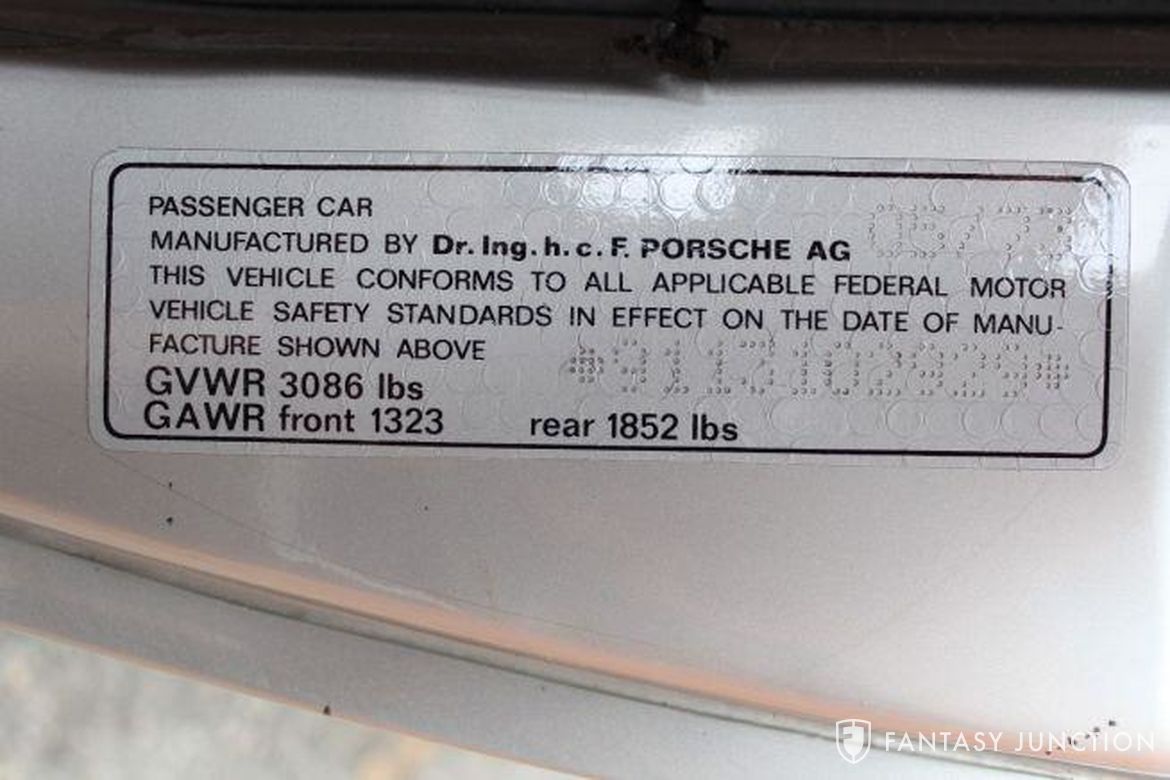 PASSENGER CAR
MANUFACTURED BY Dr. Ing. h. c. F. PORSCHE AG
THIS VEHICLE CONFORMS TO ALL APPLICABLE FEDERAL MOTOR
VEHICLE SAFETY STANDARDS IN EFFECT ON THE DATE OF MANU-
FACTURE SHOWN ABOVE
GVWR 3086 lbs
GAWR front 1323 rear 1852 lbs
FANTASY JUNCTION